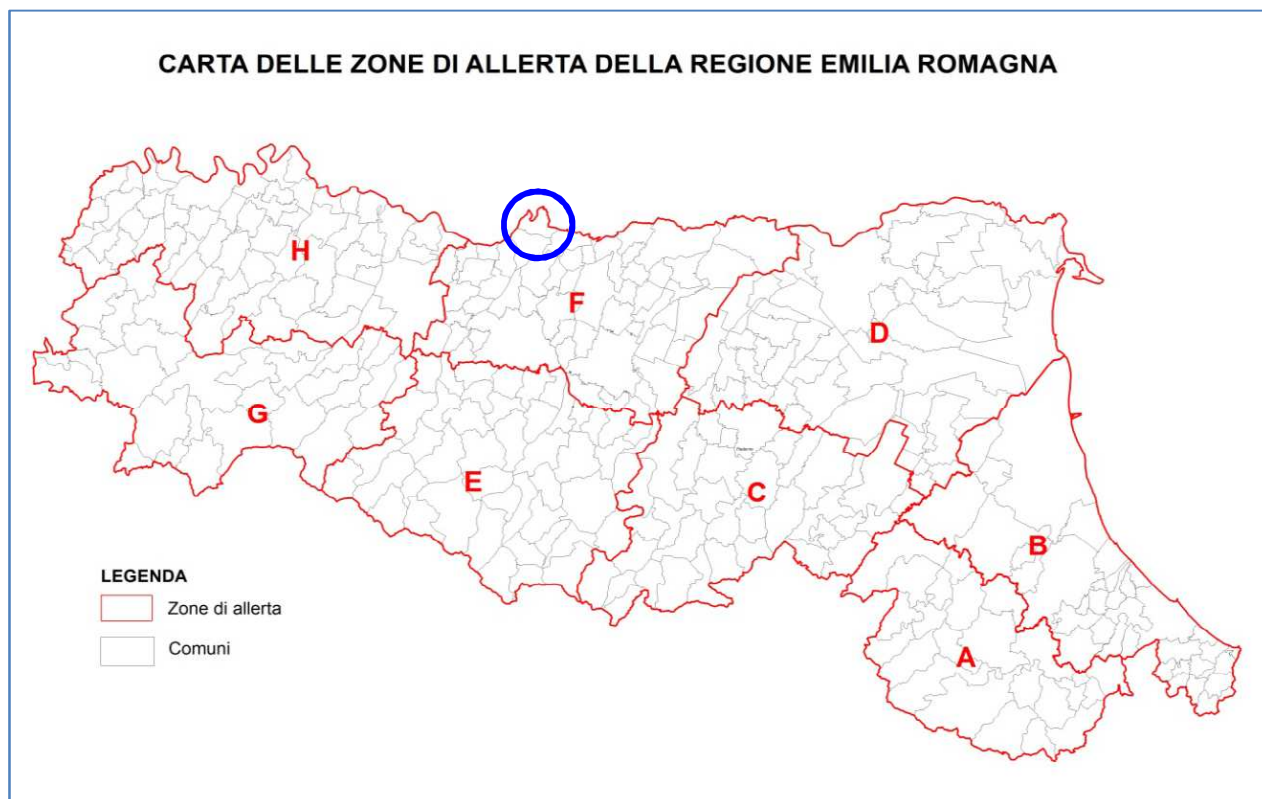 CARTA DELLE ZONE DI ALLERTA DELLA REGIONE EMILIA ROMAGNA
H
F
D
G
E
C
B
A
LEGENDA
Zone di allerta
Comuni